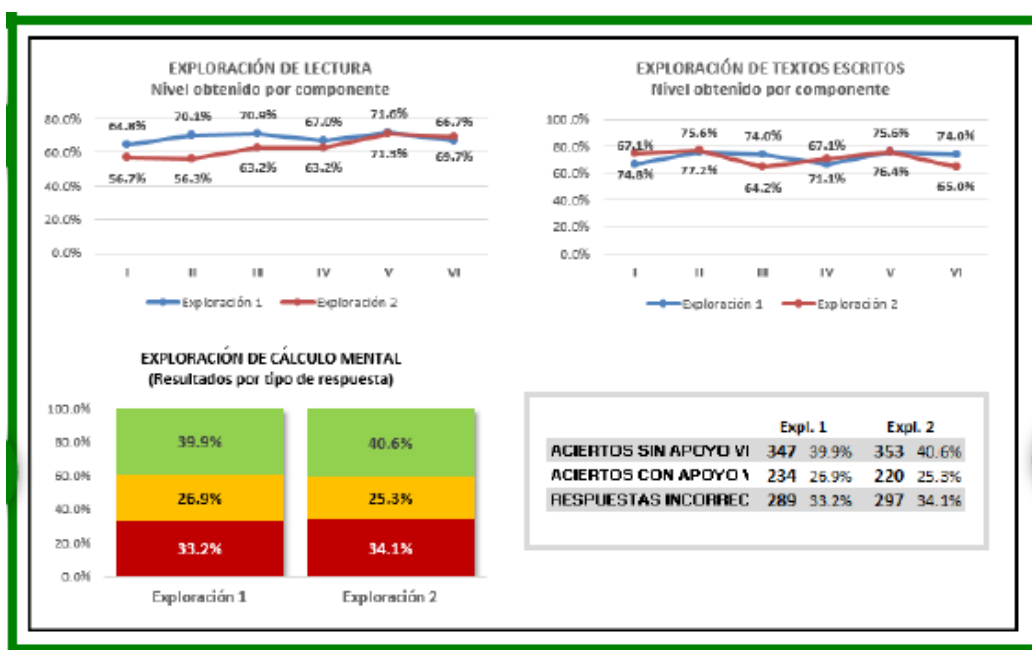 EXPLORACIÓN DE LECTURA
Nivel obtenido por componente
80.0%
60.0%
40.0%
20.0%
0.0%
64.8% 70.1% 70.9% 67.0% 71.6% 66.7%
56.7% 56.3% 63.2% 63.2% 71.3% 69.7%
I II III IV V VI
Exploración 1 Exploración 2
EXPLORACIÓN DE TEXTOS ESCRITOS
Nivel obtenido por componente
100.0%
80.0%
60.0%
40.0%
20.0%
0.0%
67.1% 75.6% 74.0% 67.1% 75.6% 74.0%
74.8% 77.2% 64.2% 71.1% 76.4% 65.0%
I II III IV V VI
Exploración 1 Exploración 2
EXPLORACIÓN DE CÁLCULO MENTAL
(Resultados por tipo de respuesta)
100.0%
80.0%
60.0%
40.0%
20.0%
0.0%
39.9% 40.6%
26.9% 25.3%
33.2% 34.1%
Exploración 1 Exploración 2
Expl. 1 Expl. 2
ACIERTOS SIN APOYO VI 347 39.9% 353 40.6%
ACIERTOS CON APOYO V 234 26.9% 220 25.3%
RESPUESTAS INCORREC 289 33.2% 297 34.1%